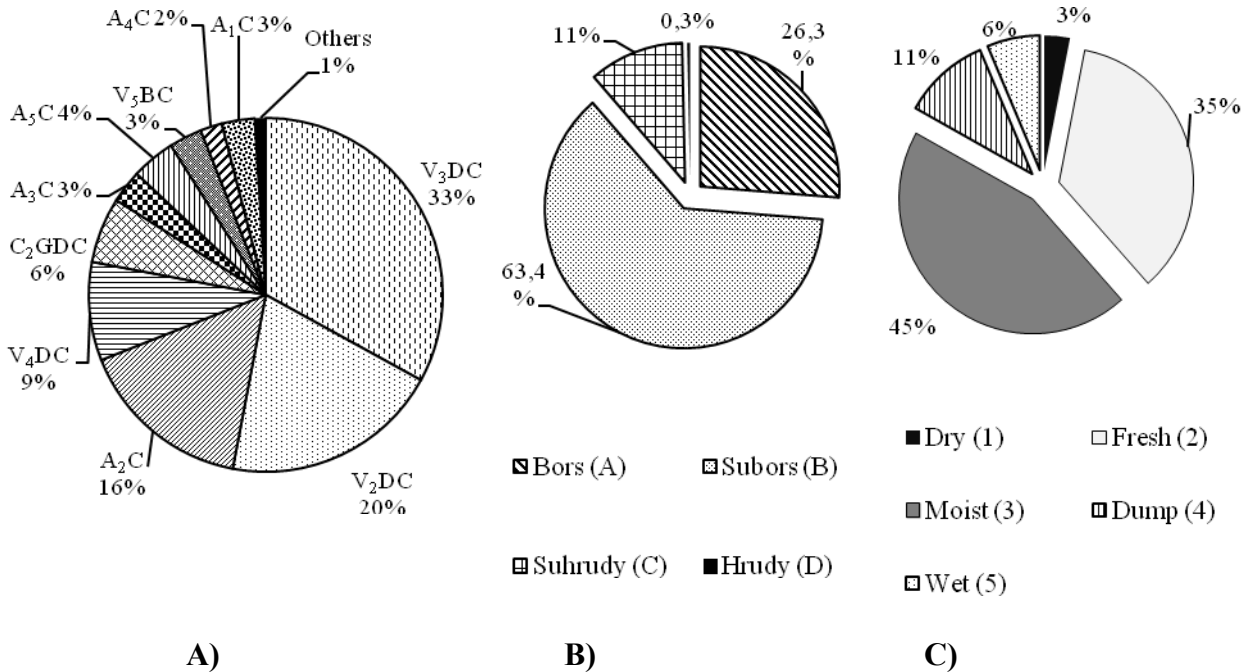 A₄C 2%
A₁C 3%
Others
1%
V₅BC
3%
A₅C 4%
A₃C 3%
C₂GDC
6%
V₄DC
9%
A₂C
16%
V₂DC
20%
V₃DC
33%
0,3%
11%
26,3
%
63,4
%
Bors (A)
Subors (B)
Suhrudy (C)
Hrudy (D)
3%
6%
11%
35%
45%
Dry (1)
Fresh (2)
Moist (3)
Dump (4)
Wet (5)
A)
B)
C)